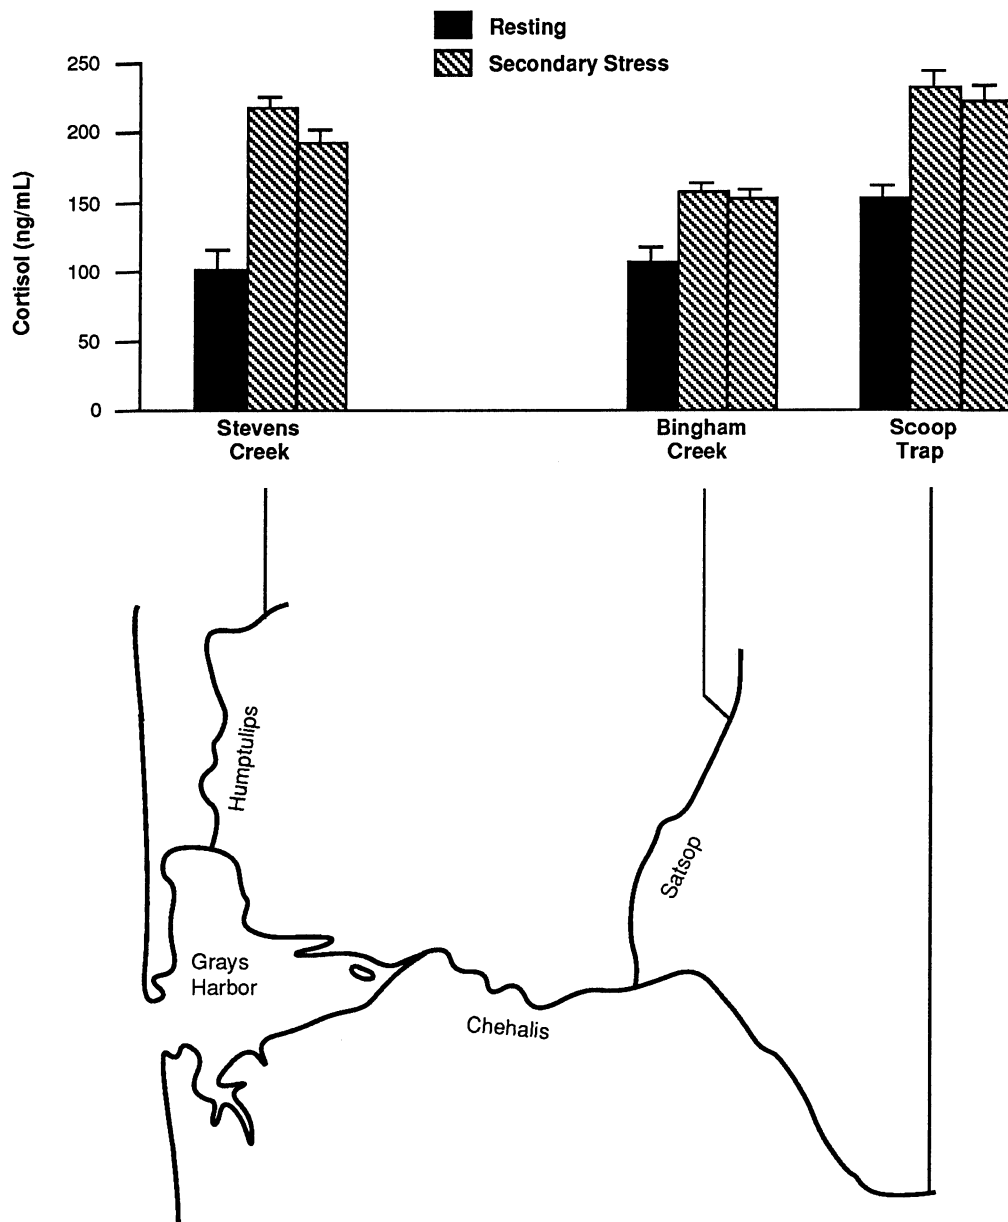 Resting
Secondary Stress
Cortisol (ng/mL)
250
200
150
100
50
0
Stevens
Creek
Bingham
Creek
Scoop
Trap
Humptulips
Satsop
Grays
Harbor
Chehalis